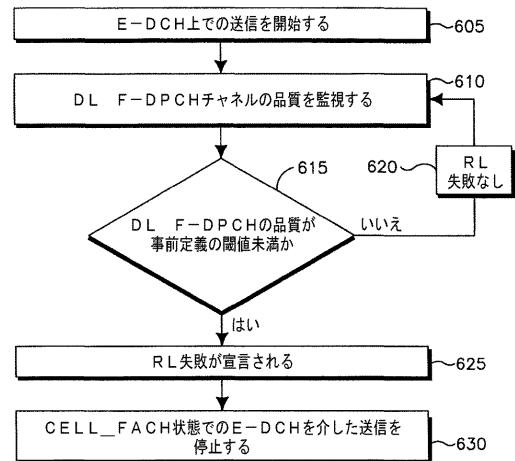 E-DCH上での送信を開始する
605
DL F-DPCHチャネルの品質を監視する
610
615
620
RL
失敗なし
DL F-DPCHの品質が
事前定義の閾値未満か
いいえ
はい
RL失敗が宣言される
625
CELL_FACH状態でのE-DCHを介した送信を
停止する
630